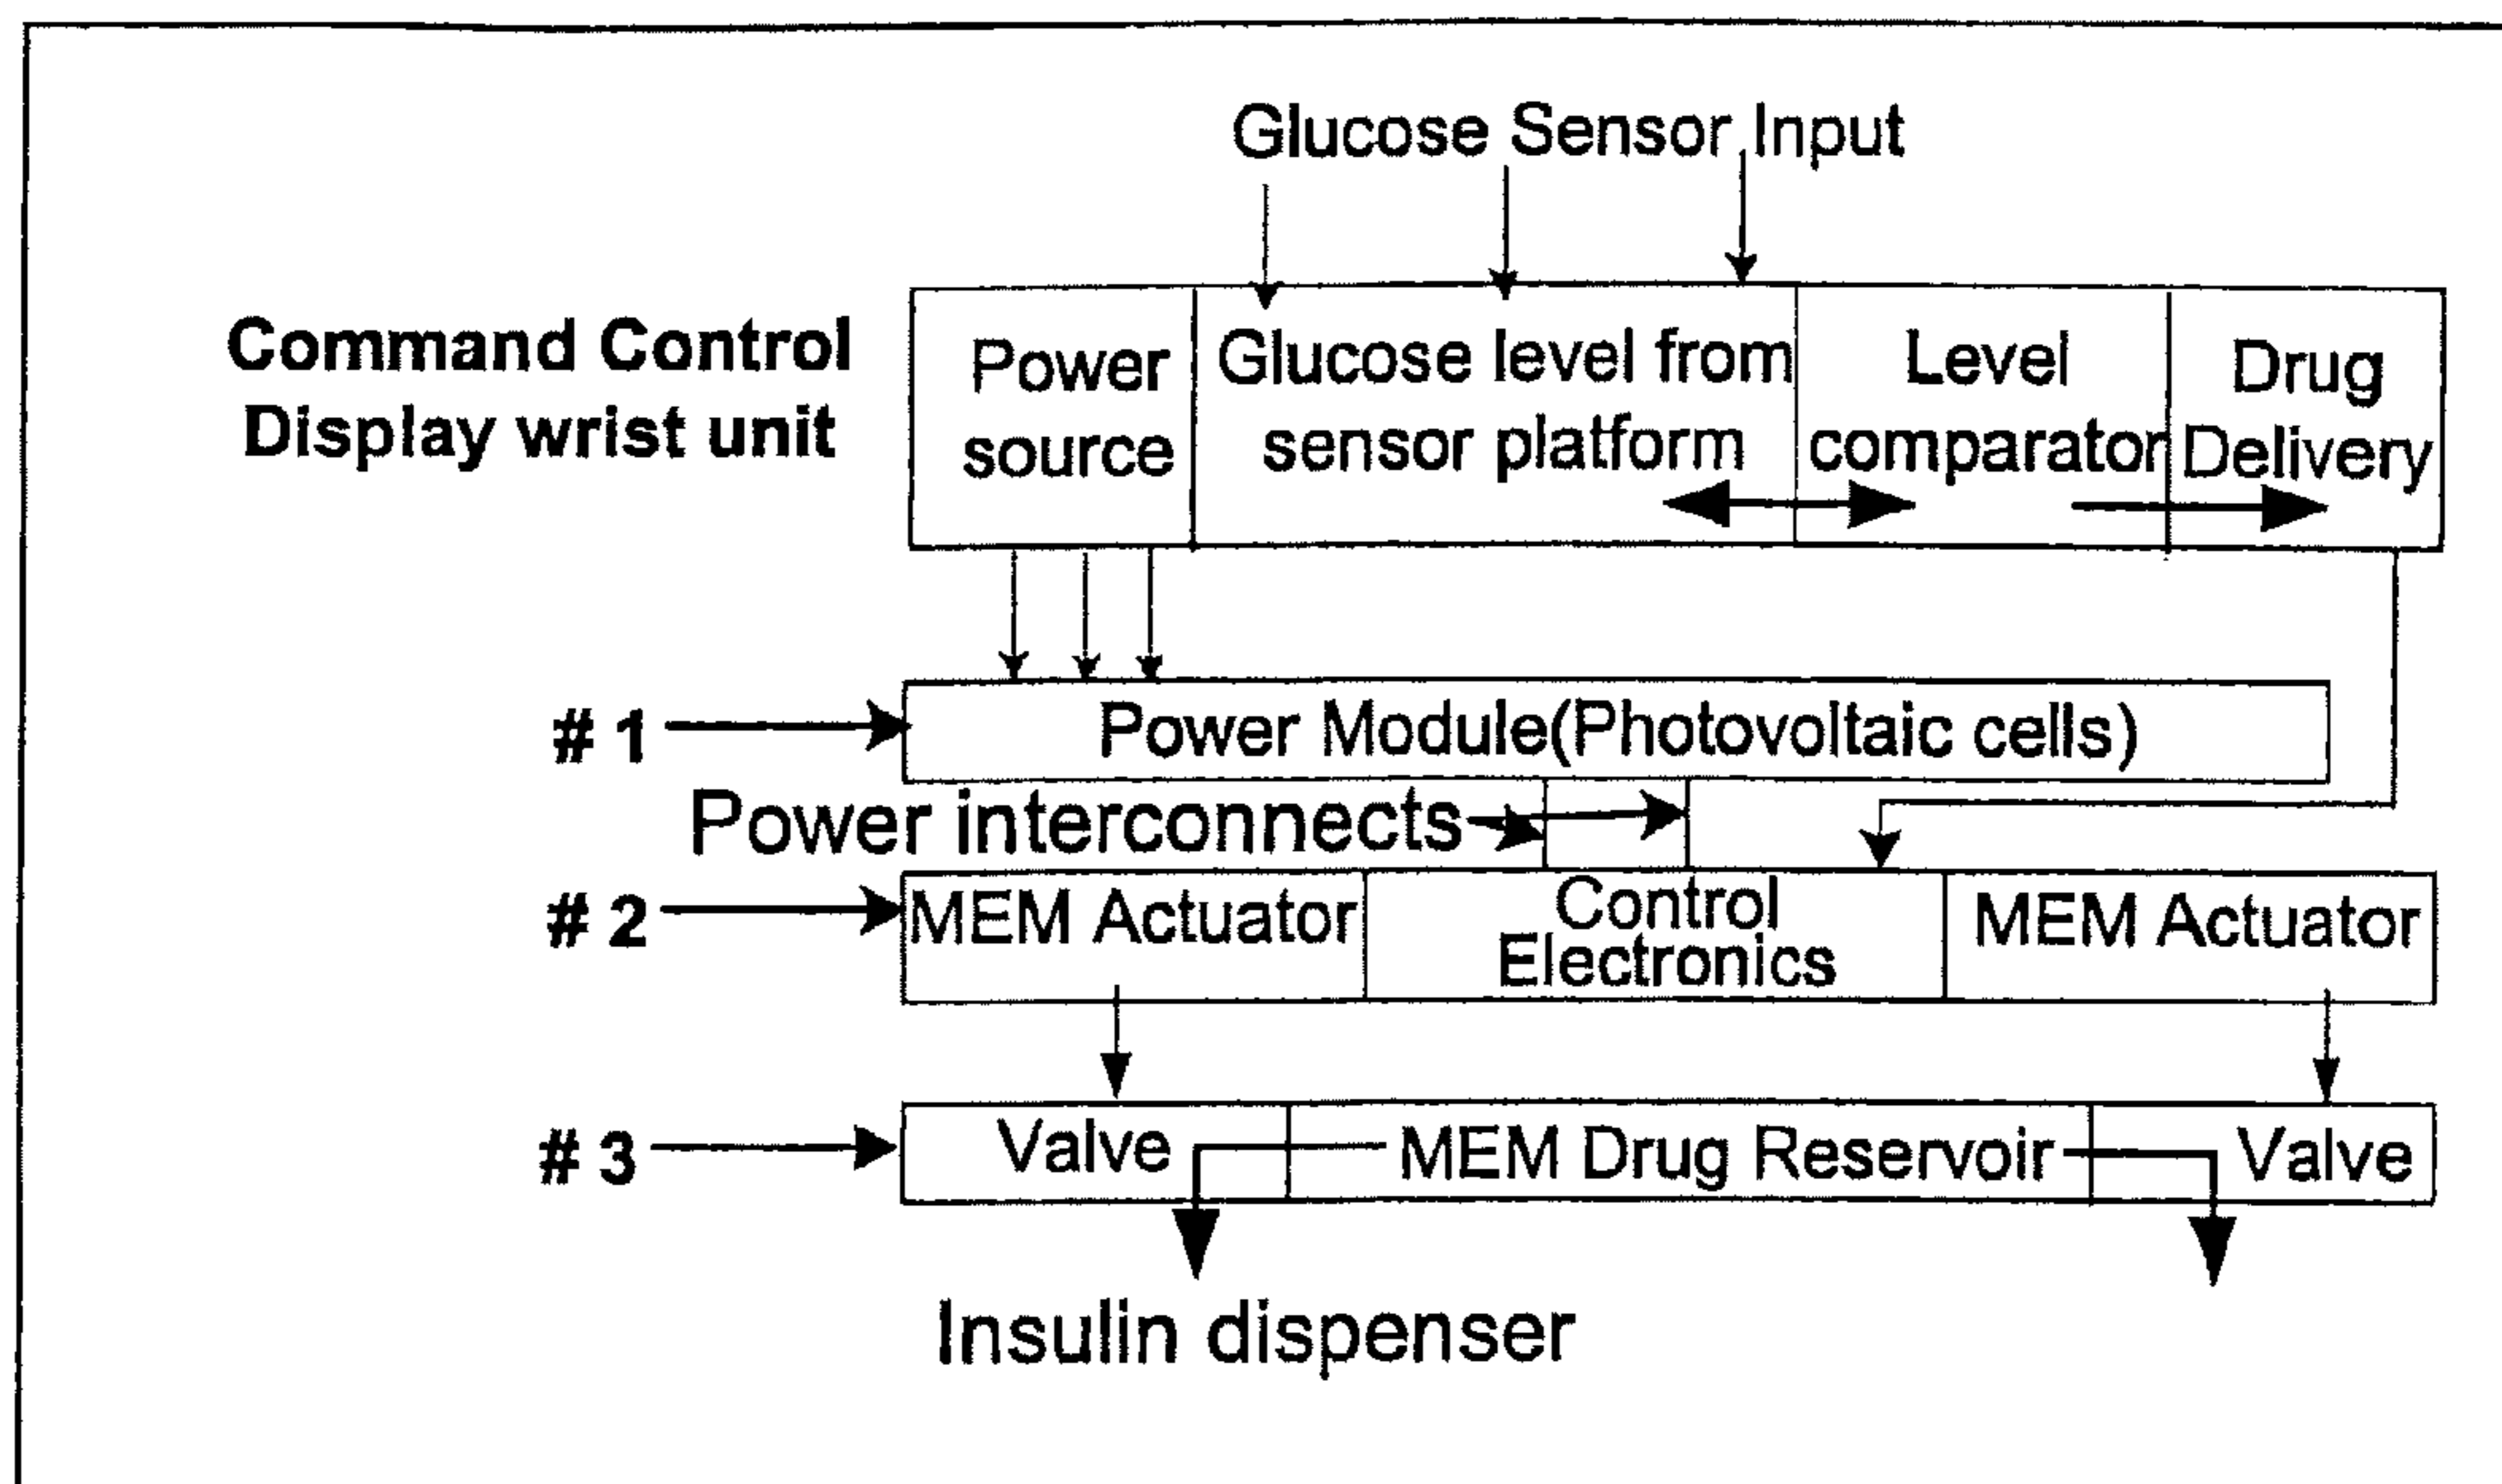 Glucose Sensor Input
Command Control
Display wrist unit
Power
source
Glucose level from
sensor platform
Level
comparator
Drug
Delivery
# 1
Power Module(Photovoltaic cells)
Power interconnects
# 2
MEM Actuator
Control
Electronics
MEM Actuator
# 3
Valve
MEM Drug Reservoir
Valve
Insulin dispenser